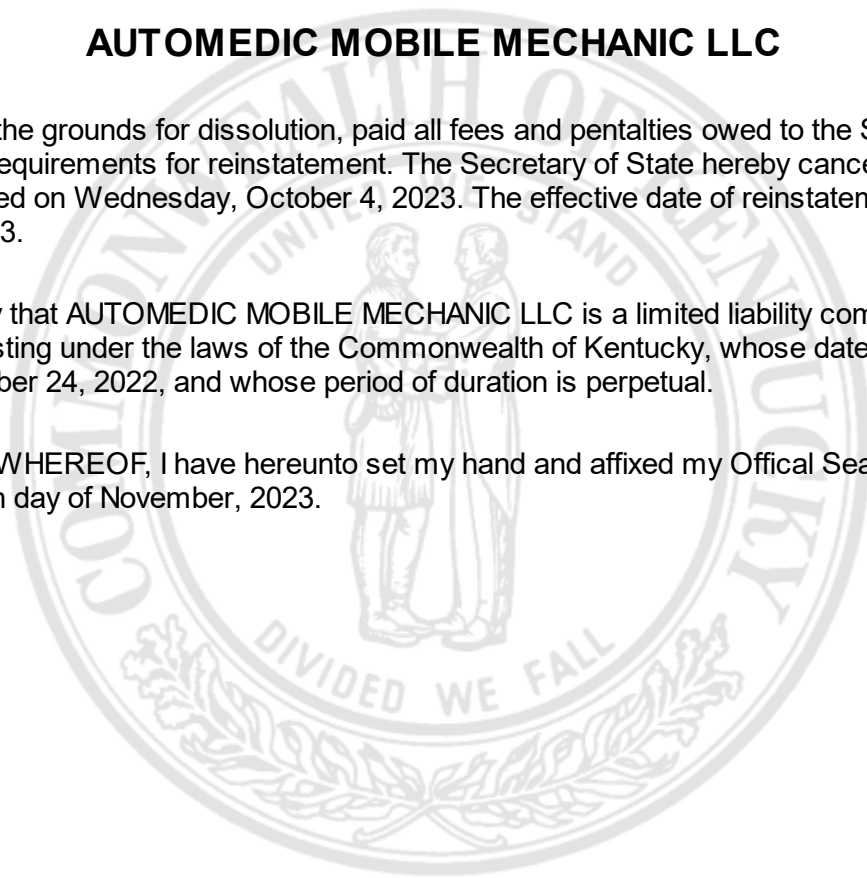 AUTOMEDIC MOBILE MECHANIC LLC
the grounds for dissolution, paid all fees and pentalties owed to the S
equirements for reinstatement. The Secretary of State hereby cance
ed on Wednesday, October 4, 2023. The effective date of reinstaten
3.
y that AUTOMEDIC MOBILE MECHANIC LLC is a limited liability com
sting under the laws of the Commonwealth of Kentucky, whose date
ber 24, 2022, and whose period of duration is perpetual.
WHEREOF, I have hereunto set my hand and affixed my Offical Sea
h day of November, 2023.
COMMONWEALTH OF KENTUCKY
UNITED WE STAND
DIVIDED WE FALL